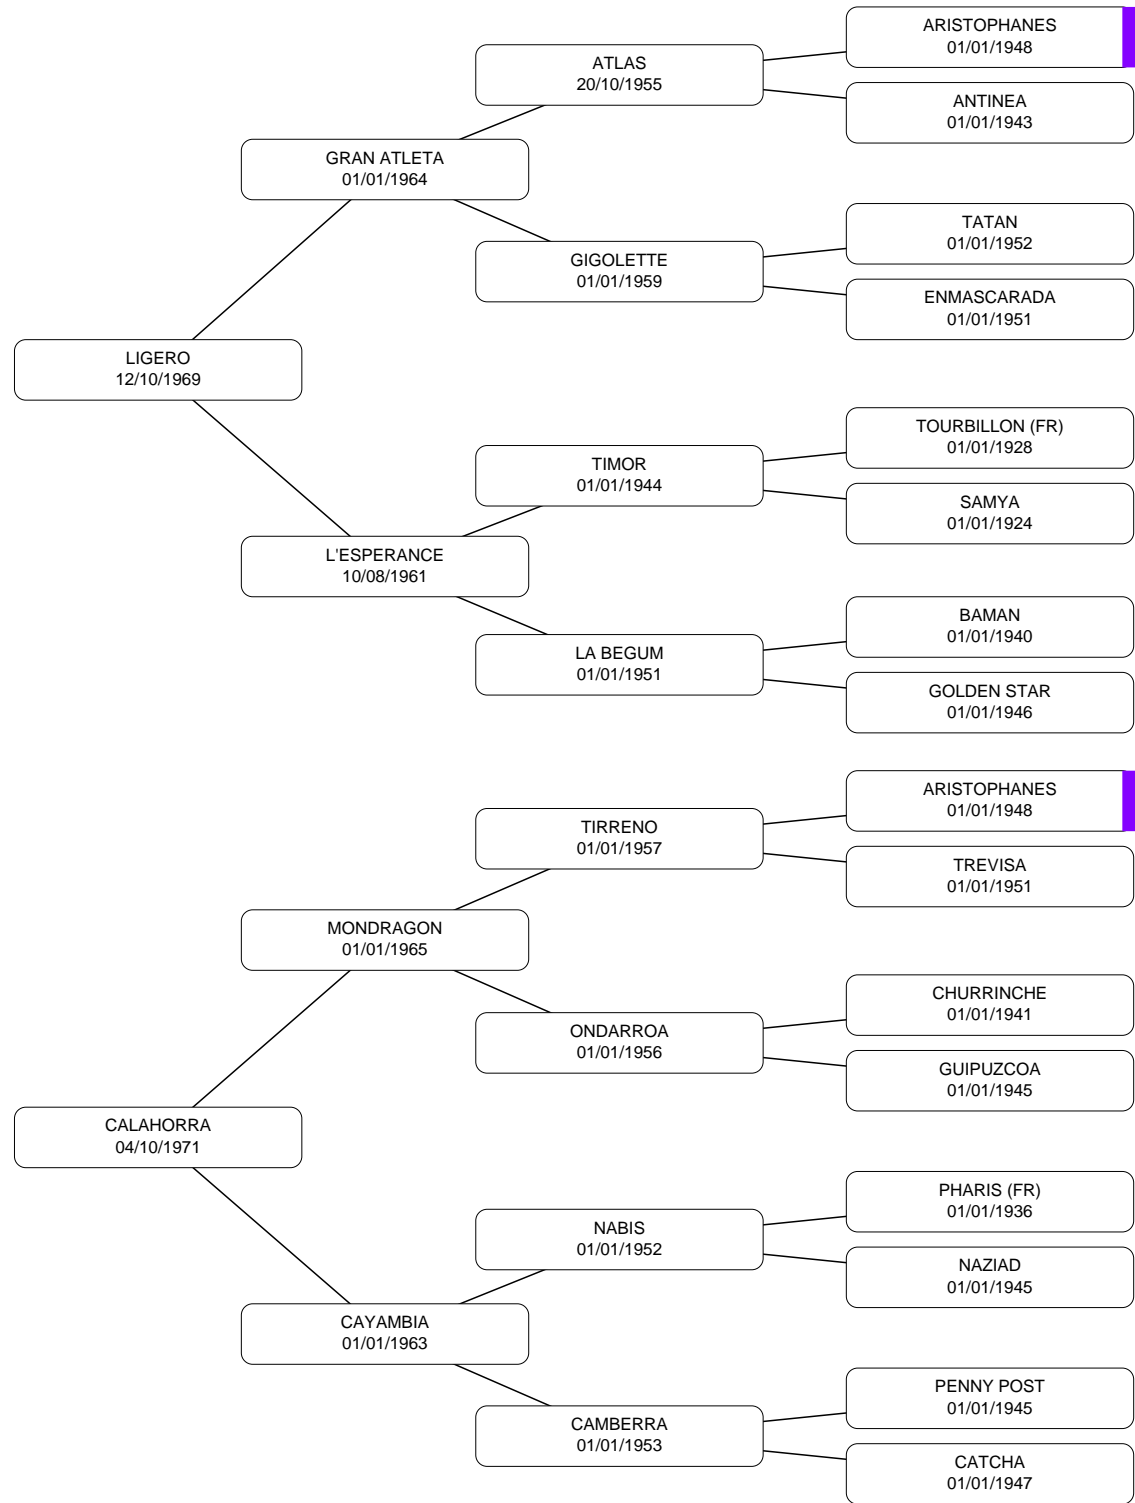 ARISTOPHANES
01/01/1948
ATLAS
20/10/1955
ANTINEA
01/01/1943
GRAN ATLETA
01/01/1964
TATAN
01/01/1952
GIGOLETTE
01/01/1959
ENMASCARADA
01/01/1951
LIGERO
12/10/1969
TOURBILLON (FR)
01/01/1928
TIMOR
01/01/1944
SAMYA
01/01/1924
L'ESPERANCE
10/08/1961
BAMAN
01/01/1940
LA BEGUM
01/01/1951
GOLDEN STAR
01/01/1946
ARISTOPHANES
01/01/1948
TIRRENO
01/01/1957
TREVISA
01/01/1951
MONDRAGON
01/01/1965
CHURRINCHE
01/01/1941
ONDARROA
01/01/1956
GUIPUZCOA
01/01/1945
CALAHORRA
04/10/1971
PHARIS (FR)
01/01/1936
NABIS
01/01/1952
NAZIAD
01/01/1945
CAYAMBIA
01/01/1963
PENNY POST
01/01/1945
CAMBERRA
01/01/1953
CATCHA
01/01/1947